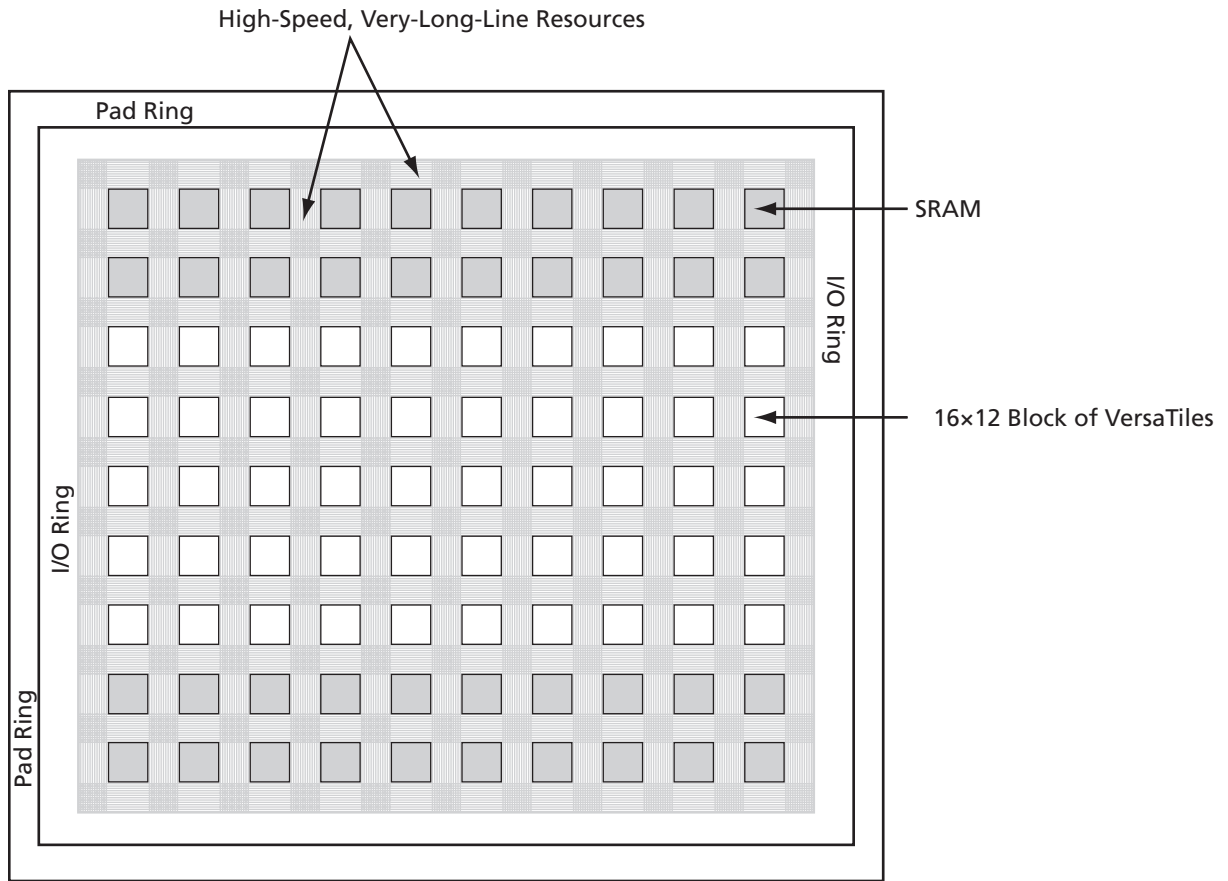 High-Speed, Very-Long-Line Resources
Pad Ring
SRAM
I/O Ring
16×12 Block of VersaTiles
I/O Ring
Pad Ring